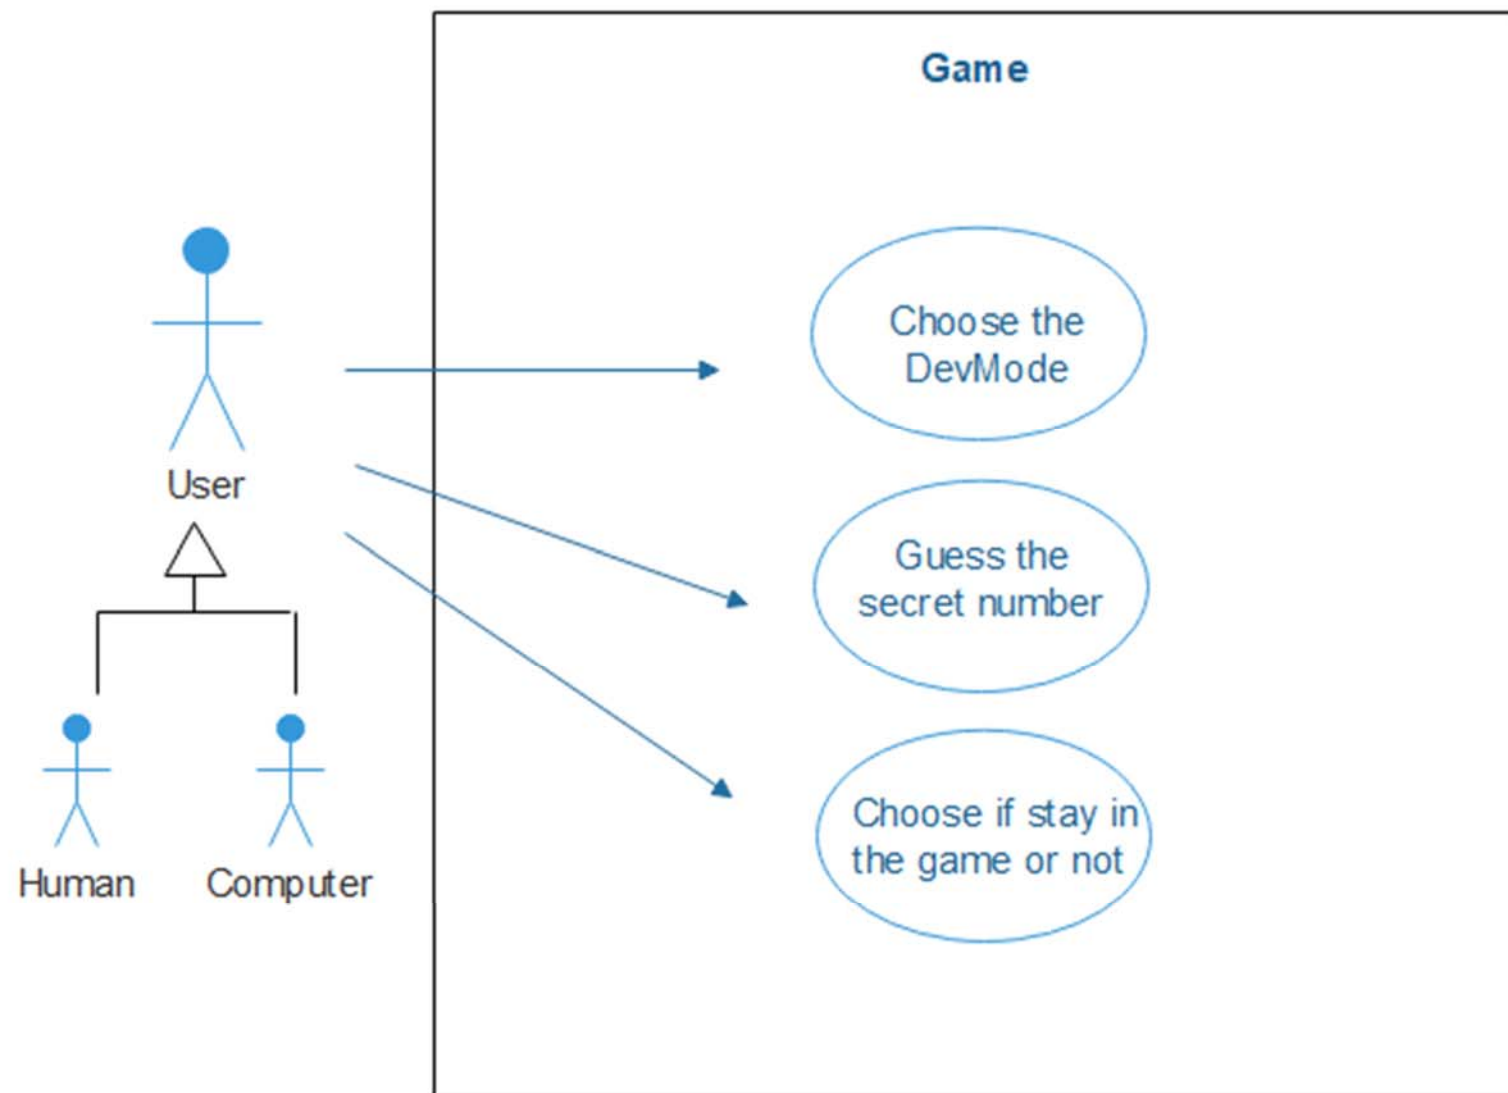 Game
Choose the
DevMode
User
Guess the
secret number
Choose if stay in
the game or not
Human
Computer